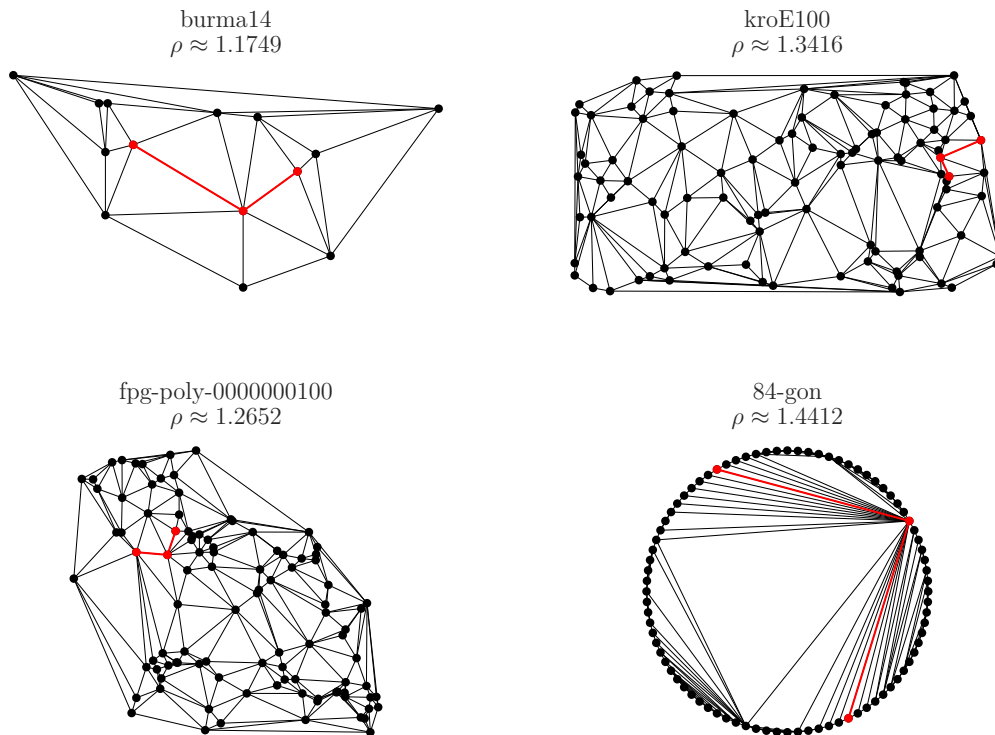 burma14
ρ ≈ 1.1749
kroE100
ρ ≈ 1.3416
fpg-poly-0000000100
ρ ≈ 1.2652
84-gon
ρ ≈ 1.4412